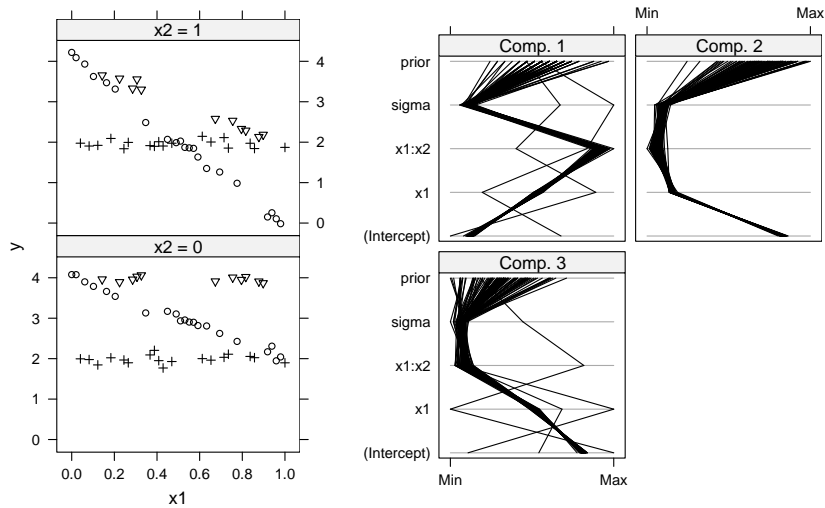 x2 = 1
4
3
2
1
0
y
x2 = 0
4
3
2
1
0
0.0 0.2 0.4 0.6 0.8 1.0
x1
Min Max
Comp. 1
Comp. 2
prior
sigma
x1:x2
x1
(Intercept)
Comp. 3
prior
sigma
x1:x2
x1
(Intercept)
Min Max